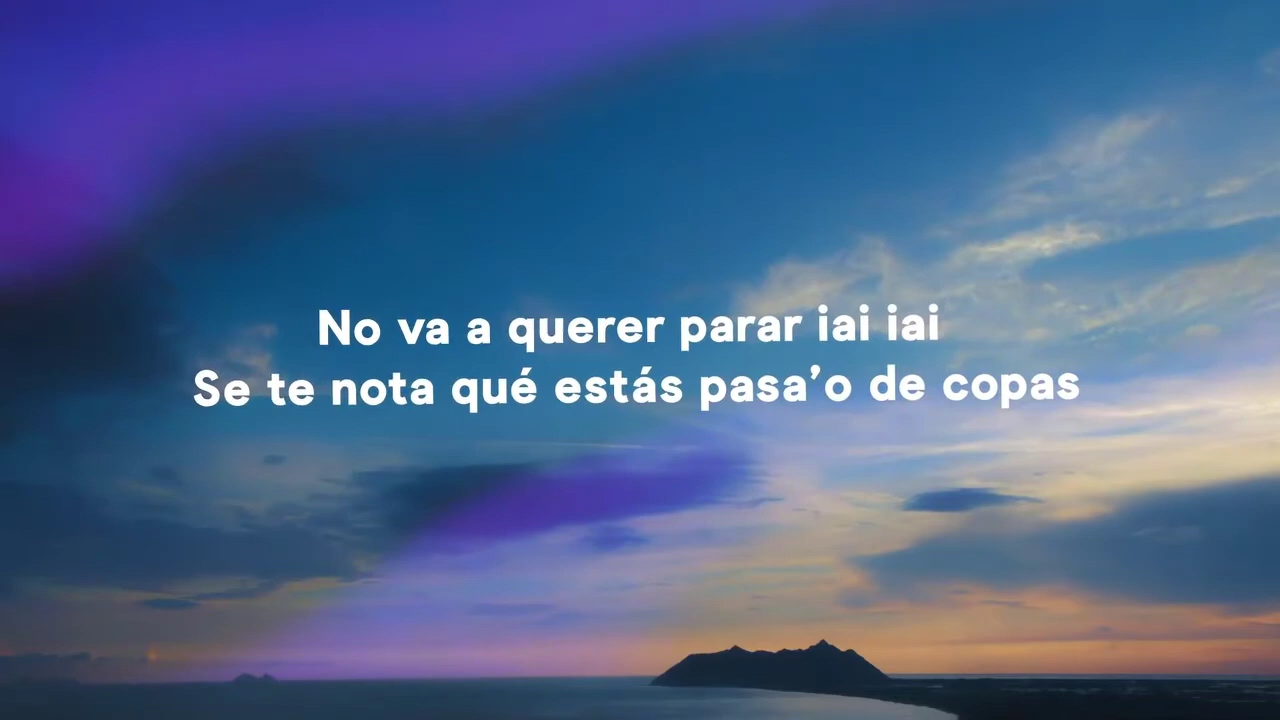 No va a querer parar iai iai
Se te nota qué estás pasa’o de copas